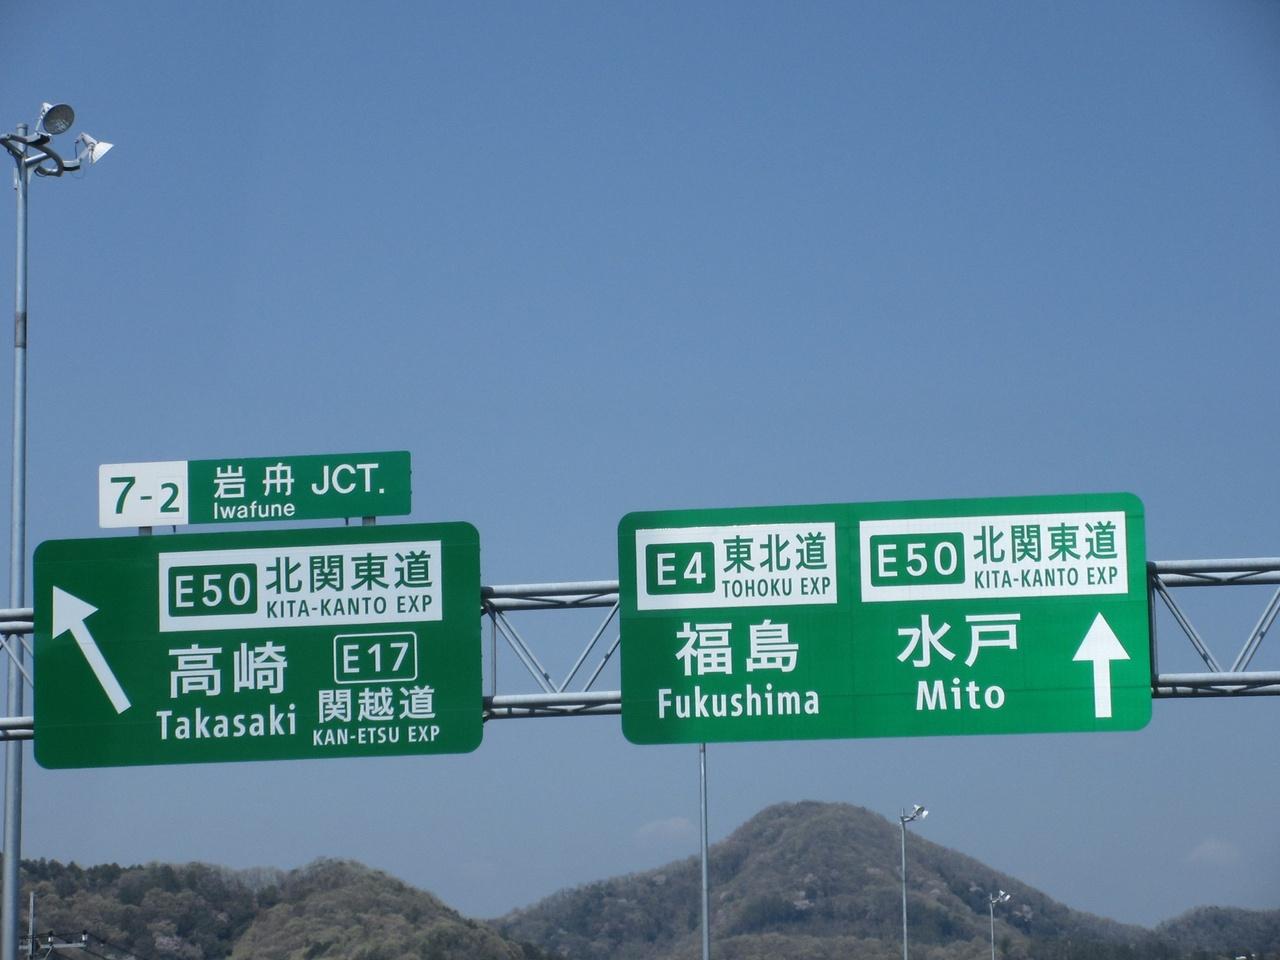 7-2 岩舟 JCT.
Iwafune
E50 北関東道
KITA-KANTO EXP
高崎 E17
Takasaki 関越道
KAN-ETSU EXP
E4 東北道
TOHOKU EXP
福島
Fukushima
E50 北関東道
KITA-KANTO EXP
水戸
Mito